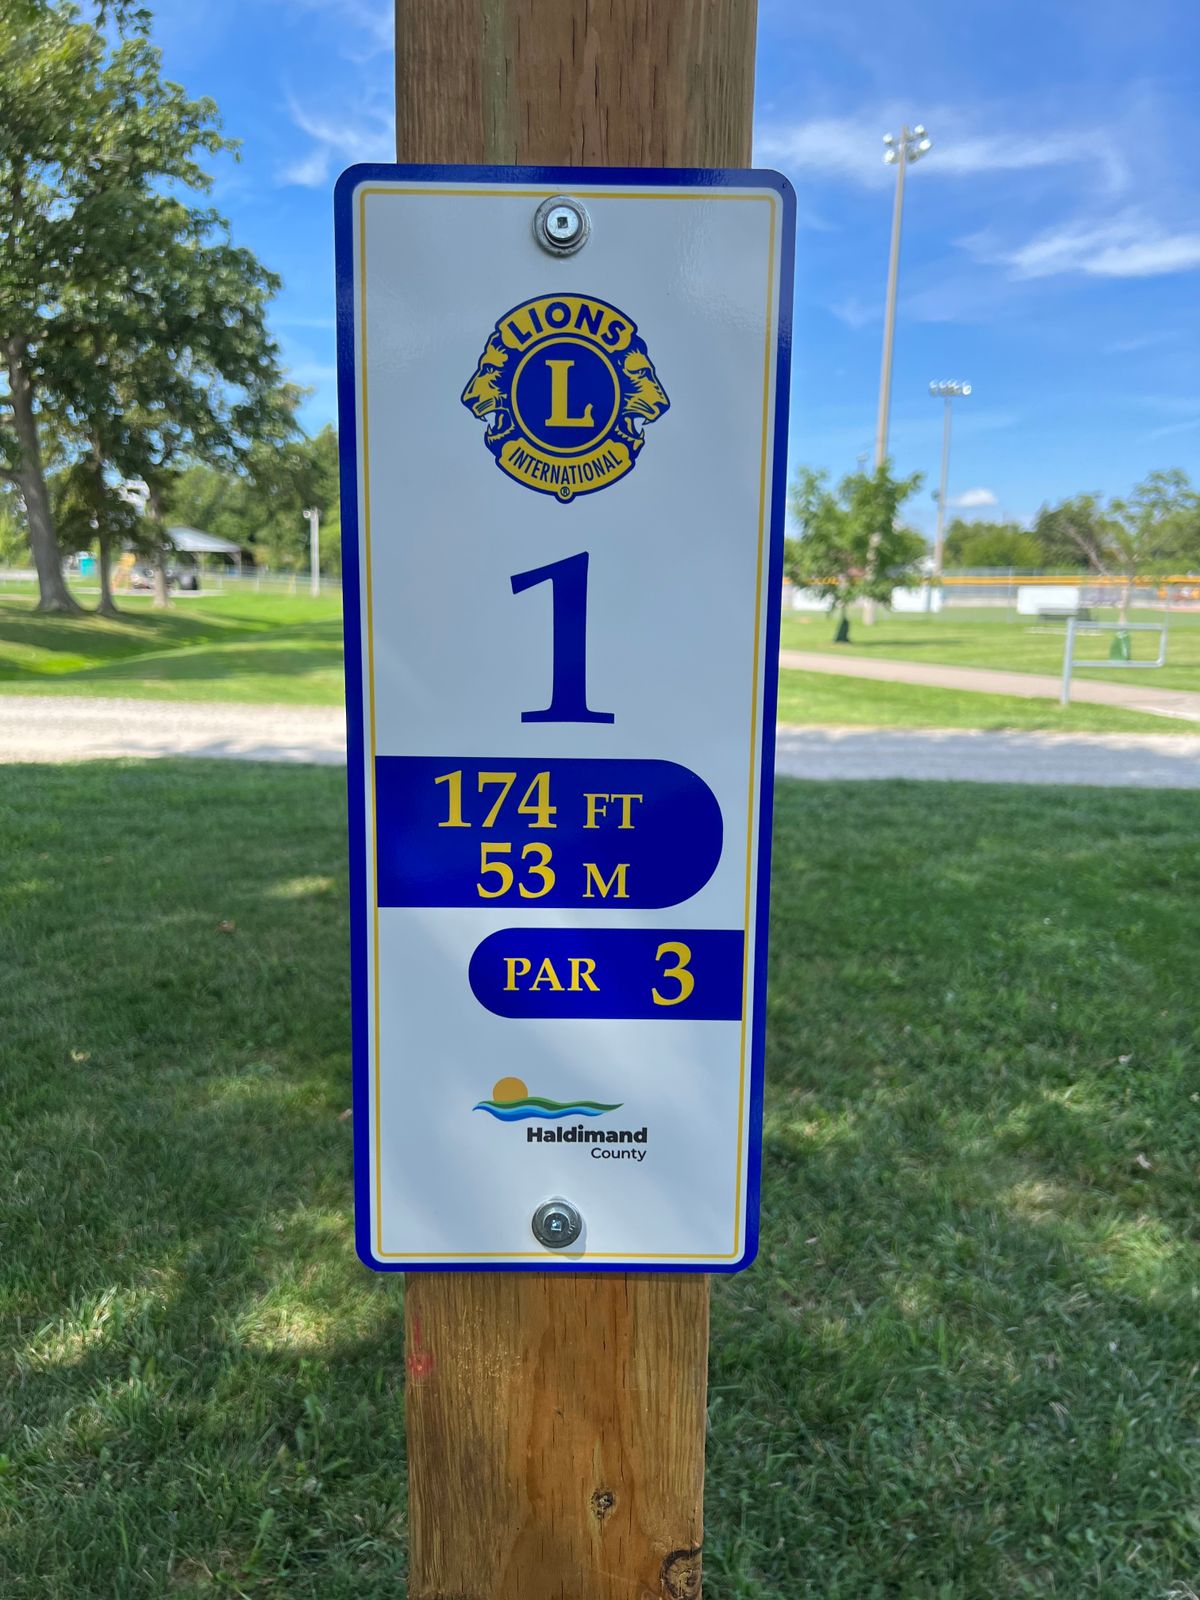 LIONS
L
INTERNATIONAL
®
1
174 FT
53 M
PAR 3
Haldimand
County